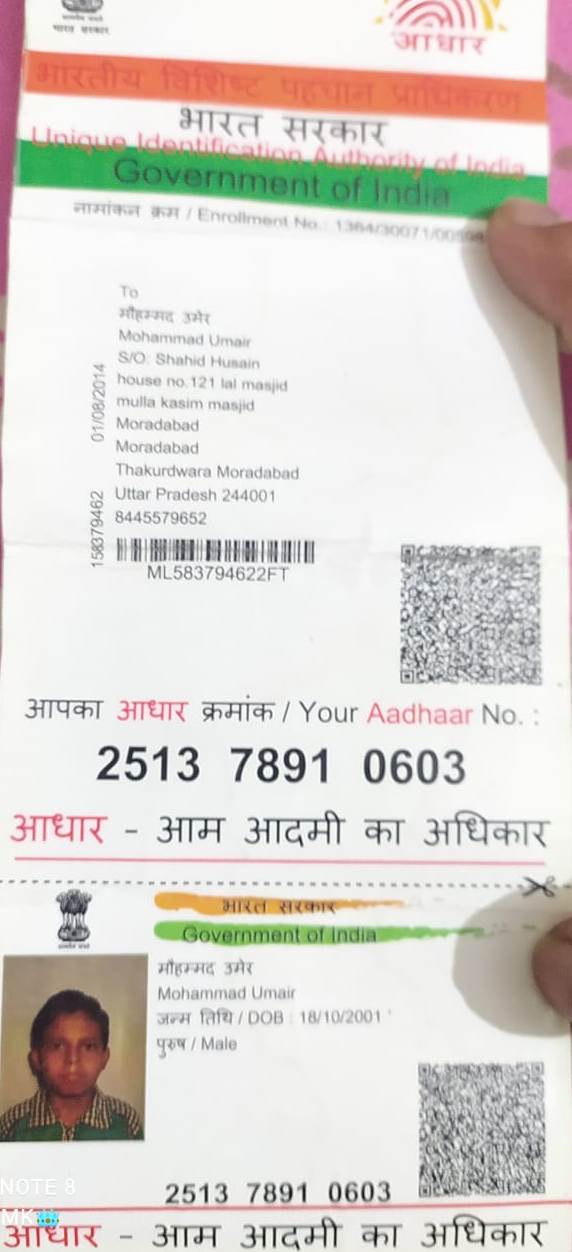 भारत सरकार
आधार
भारतीय विशिष्ट पहचान प्राधिकरण
भारत सरकार
Unique Identification Authority of India
Government of India
नामांकन क्रम / Enrollment No.: 1364/30071/
To
मौहम्मद उमेर
Mohammad Umair
S/O: Shahid Husain
house no.121 lal masjid
mulla kasim masjid
Moradabad
Moradabad
Thakurdwara Moradabad
Uttar Pradesh 244001
8445579652
01/08/2014
158379462
ML583794622FT
आपका आधार क्रमांक / Your Aadhaar No. :
2513 7891 0603
आधार - आम आदमी का अधिकार
भारत सरकार
Government of India
मौहम्मद उमेर
Mohammad Umair
जन्म तिथि / DOB : 18/10/2001
पुरुष / Male
2513 7891 0603
NOTE 8
MK
आधार - आम आदमी का अधिकार